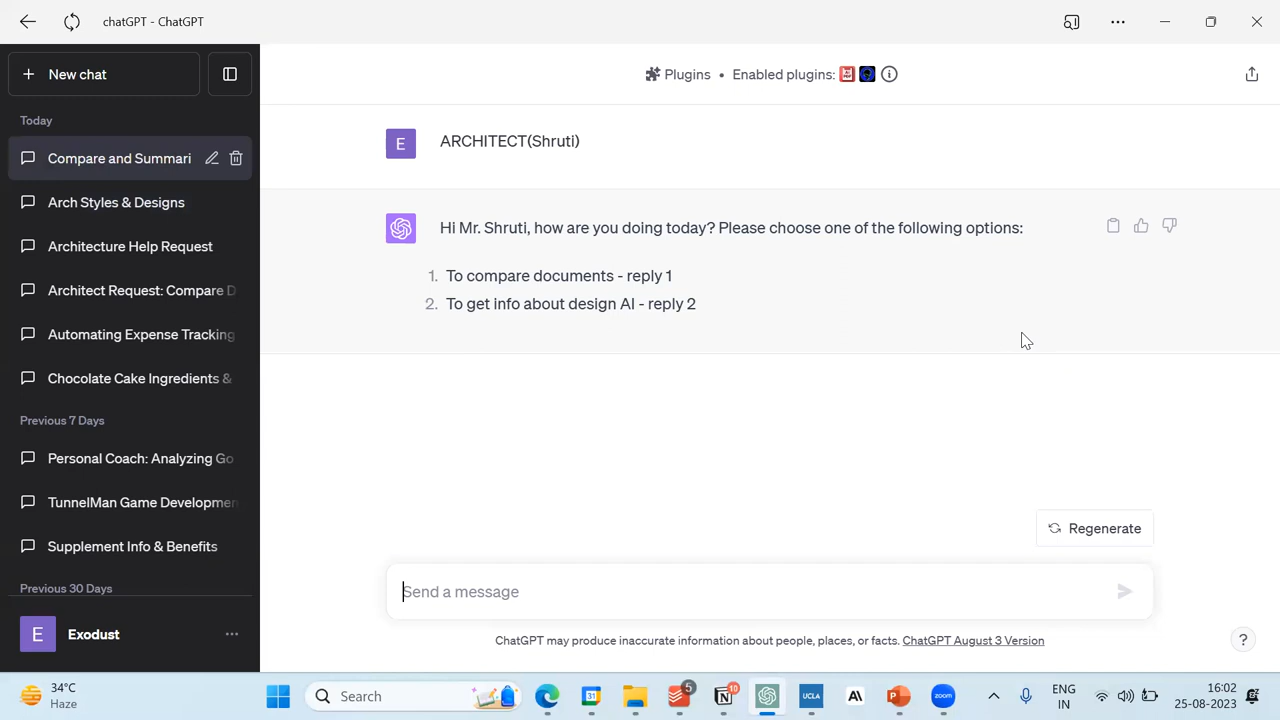 chatGPT - ChatGPT
New chat
Today
Compare and Summari
Arch Styles & Designs
Architecture Help Request
Architect Request: Compare D
Automating Expense Tracking
Chocolate Cake Ingredients &
Previous 7 Days
Personal Coach: Analyzing Go
TunnelMan Game Developmen
Supplement Info & Benefits
Previous 30 Days
E Exodust
Plugins • Enabled plugins:
E ARCHITECT(Shruti)
Hi Mr. Shruti, how are you doing today? Please choose one of the following options:
1. To compare documents - reply 1
2. To get info about design AI - reply 2
Regenerate
Send a message
ChatGPT may produce inaccurate information about people, places, or facts. ChatGPT August 3 Version
?
34°C
Haze
Search
5
10
UCLA
zoom
ENG
IN
16:02
25-08-2023